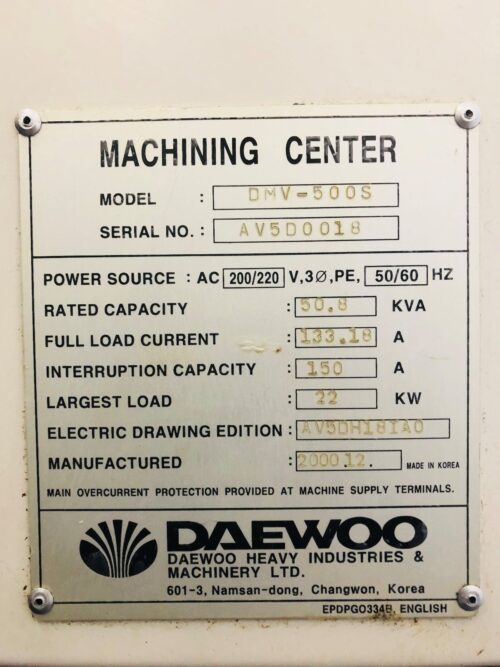 MACHINING CENTER
MODEL : DMV-500S
SERIAL NO. : AV5D0018
POWER SOURCE : AC 200/220 V,3Ø,PE, 50/60 HZ
RATED CAPACITY : 50.8 KVA
FULL LOAD CURRENT : 133.18 A
INTERRUPTION CAPACITY : 150 A
LARGEST LOAD : 22 KW
ELECTRIC DRAWING EDITION : AV5DH181A0
MANUFACTURED : 2000.12. MADE IN KOREA
MAIN OVERCURRENT PROTECTION PROVIDED AT MACHINE SUPPLY TERMINALS.
DAEWOO
DAEWOO HEAVY INDUSTRIES &
MACHINERY LTD.
601-3, Namsan-dong, Changwon, Korea
EPDPGO334B, ENGLISH